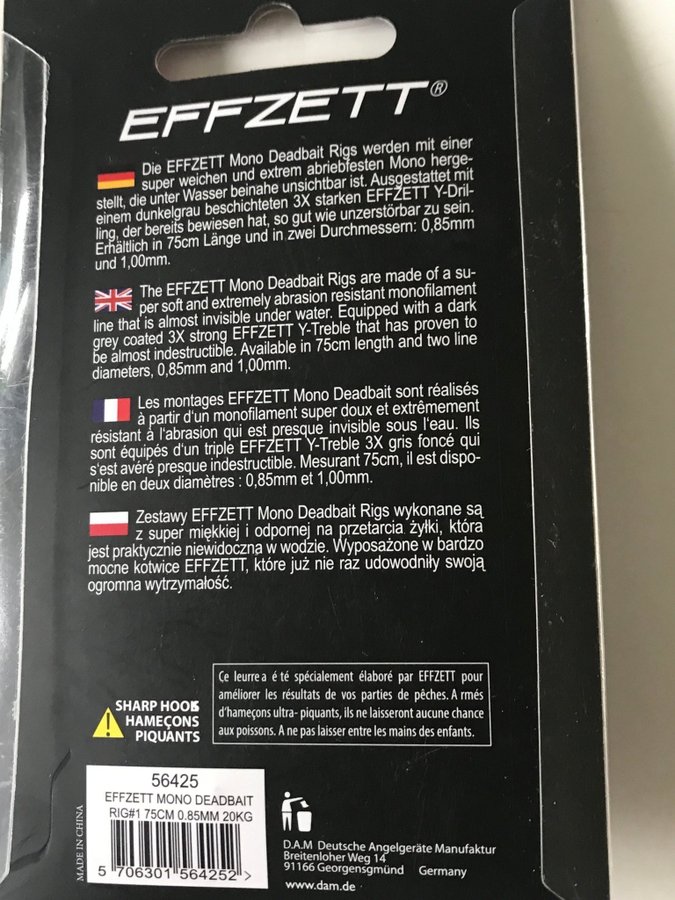 EFFZETT®
Die EFFZETT Mono Deadbait Rigs werden mit einer
super weichen und extrem abriebfesten Mono herge-
stellt, die unter Wasser beinahe unsichtbar ist. Ausgestattet mit
einem dunkelgrau beschichteten 3X starken EFFZETT Y-Dril-
ling, der bereits bewiesen hat, so gut wie unzerstörbar zu sein.
Erhältlich in 75cm Länge und in zwei Durchmessern: 0,85mm
und 1,00mm.
The EFFZETT Mono Deadbait Rigs are made of a su-
per soft and extremely abrasion resistant monofilament
line that is almost invisible under water. Equipped with a dark
grey coated 3X strong EFFZETT Y-Treble that has proven to
be almost indestructible. Available in 75cm length and two line
diameters, 0,85mm and 1,00mm.
Les montages EFFZETT Mono Deadbait sont réalisés
à partir d'un monofilament super doux et extrêmement
résistant à l'abrasion qui est presque invisible sous l'eau. Ils
sont équipés d'un triple EFFZETT Y-Treble 3X gris foncé qui
s'est avéré presque indestructible. Mesurant 75cm, il est dispo-
nible en deux diamètres : 0,85mm et 1,00mm.
Zestawy EFFZETT Mono Deadbait Rigs wykonane są
z super miękkiej i odpornej na przetarcia żyłki, która
jest praktycznie niewidoczna w wodzie. Wyposażone w bardzo
mocne kotwice EFFZETT, które już nie raz udowodniły swoją
ogromna wytrzymałość.
Ce leurre a é té spécialement élaboré par EFFZETT pour
améliorer les résultats de vos parties de pêches. A rmés
d'hameçons ultra- piquants, ils ne laisseront aucune chance
aux poissons. A ne pas laisser entre les mains des enfants.
SHARP HOOKS
HAMEÇONS
PIQUANTS
56425
EFFZETT MONO DEADBAIT
RIG#1 75CM 0.85MM 20KG
5 706301 564252 >
MADE IN CHINA
D.A.M Deutsche Angelgeräte Manufaktur
Breitenloher Weg 14
91166 Georgensgmünd Germany
www.dam.de